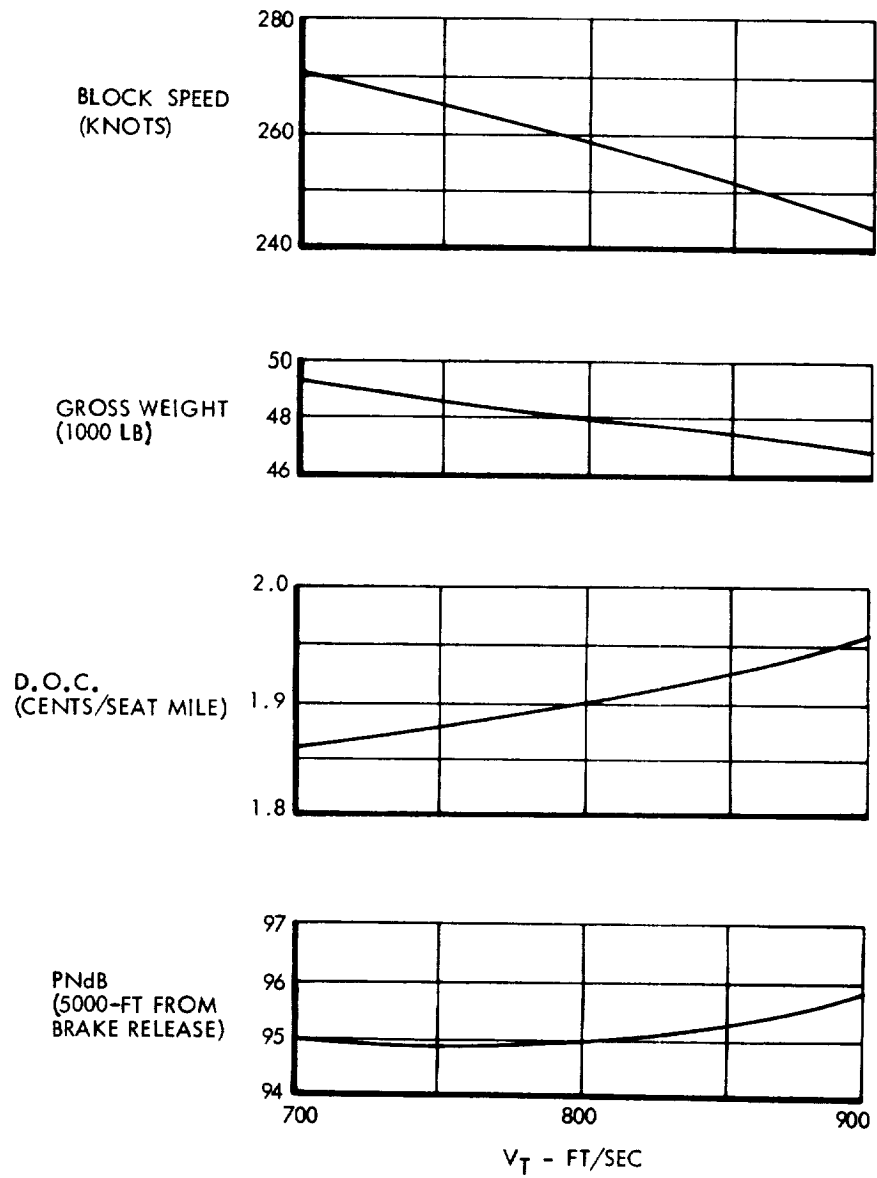 280
BLOCK SPEED
(KNOTS)
260
240
50
GROSS WEIGHT
(1000 LB)
48
46
2.0
D.O.C.
(CENTS/SEAT MILE)
1.9
1.8
97
PNdB
(5000-FT FROM
BRAKE RELEASE)
96
95
94
700 800 900
VT - FT/SEC